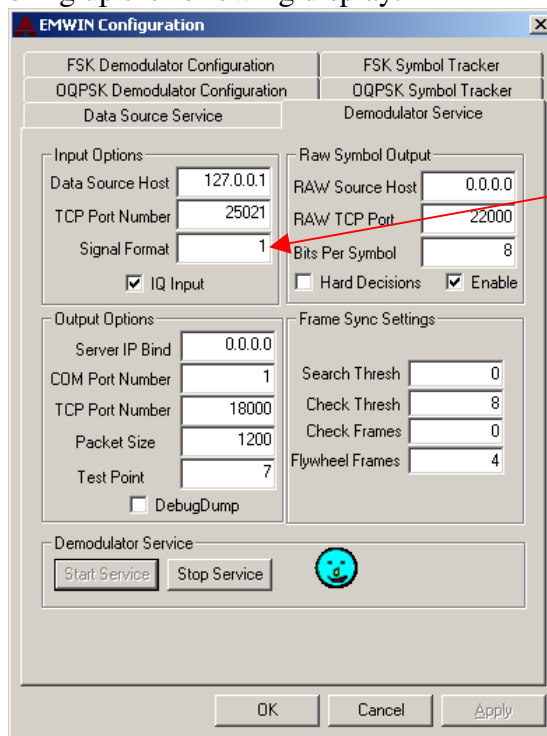 EMWIN Configuration
FSK Demodulator Configuration
FSK Symbol Tracker
OQPSK Demodulator Configuration
OQPSK Symbol Tracker
Data Source Service
Demodulator Service
Input Options
Data Source Host 127.0.0.1
TCP Port Number 25021
Signal Format 1
IQ Input
Raw Symbol Output
RAW Source Host 0.0.0.0
RAW TCP Port 22000
Bits Per Symbol 8
Hard Decisions Enable
Output Options
Server IP Bind 0.0.0.0
COM Port Number 1
TCP Port Number 18000
Packet Size 1200
Test Point 7
DebugDump
Frame Sync Settings
Search Thresh 0
Check Thresh 8
Check Frames 0
Flywheel Frames 4
Demodulator Service
Start Service Stop Service
OK Cancel Apply